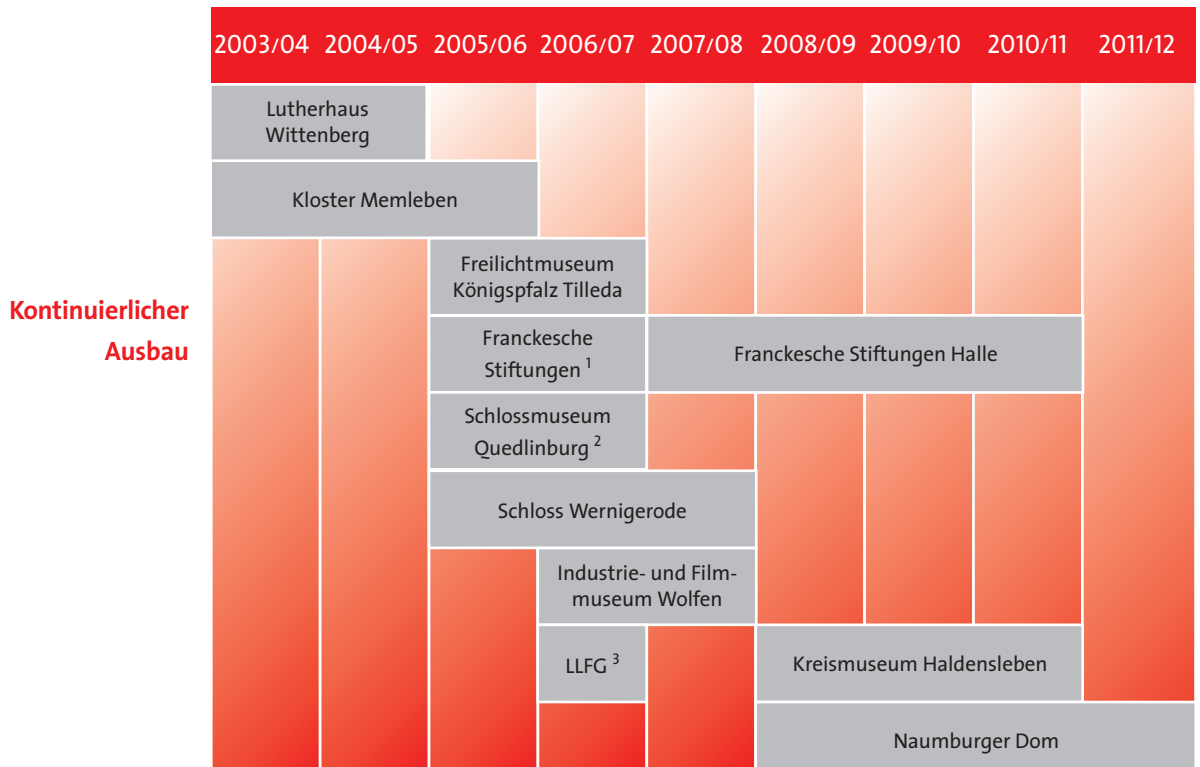 2003/04 2004/05 2005/06 2006/07 2007/08 2008/09 2009/10 2010/11 2011/12
Lutherhaus
Wittenberg
Kloster Memleben
Kontinuierlicher
Ausbau
Freilichtmuseum
Königspfalz Tilleda
Franckesche
Stiftungen 1
Franckesche Stiftungen Halle
Schlossmuseum
Quedlinburg 2
Schloss Wernigerode
Industrie- und Film-
museum Wolfen
LLFG 3
Kreismuseum Haldensleben
Naumburger Dom